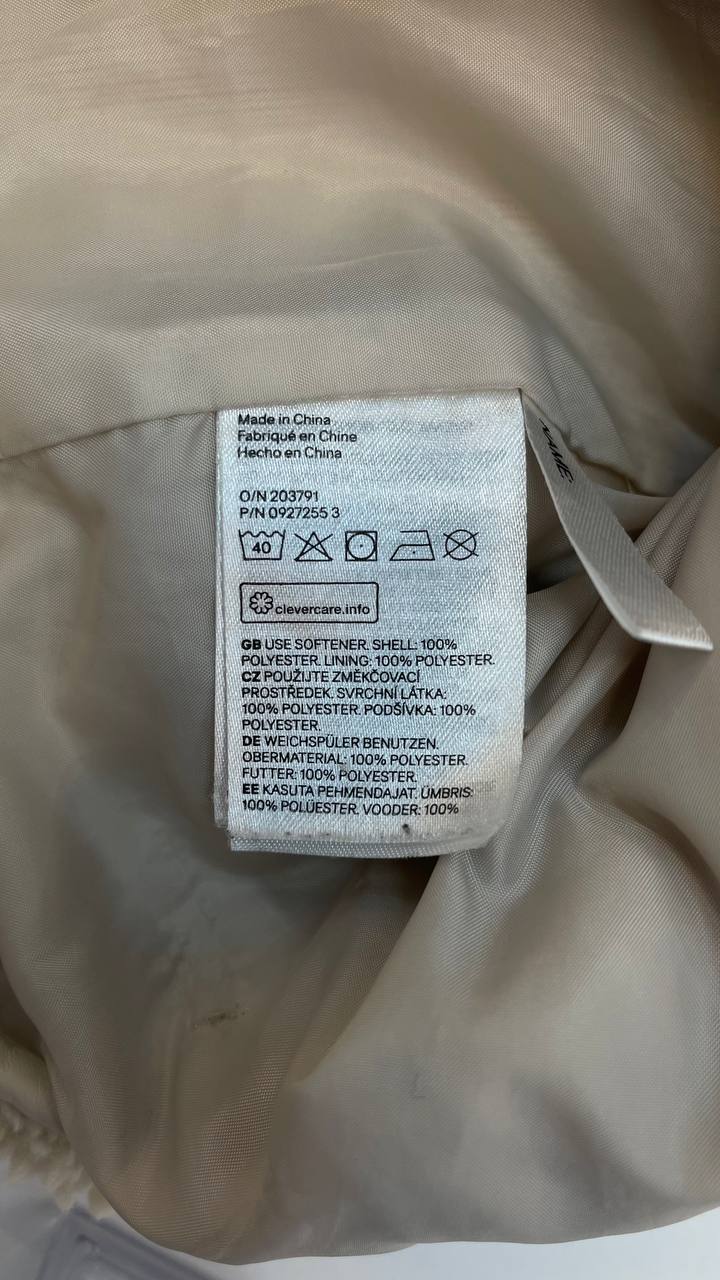 Made in China
Fabriqué en Chine
Hecho en China
O/N 203791
P/N 0927255 3
40
clevercare.info
GB USE SOFTENER. SHELL: 100%
POLYESTER. LINING: 100% POLYESTER.
CZ POUŽIJTE ZMĚKČOVACÍ
PROSTŘEDEK. SVRCHNÍ LÁTKA:
100% POLYESTER. PODŠÍVKA: 100%
POLYESTER.
DE WEICHSPÜLER BENUTZEN.
OBERMATERIAL: 100% POLYESTER.
FUTTER: 100% POLYESTER.
EE KASUTA PEHMENDAJAT. ÜMBRIS:
100% POLÜESTER. VOODER: 100%
NAME: